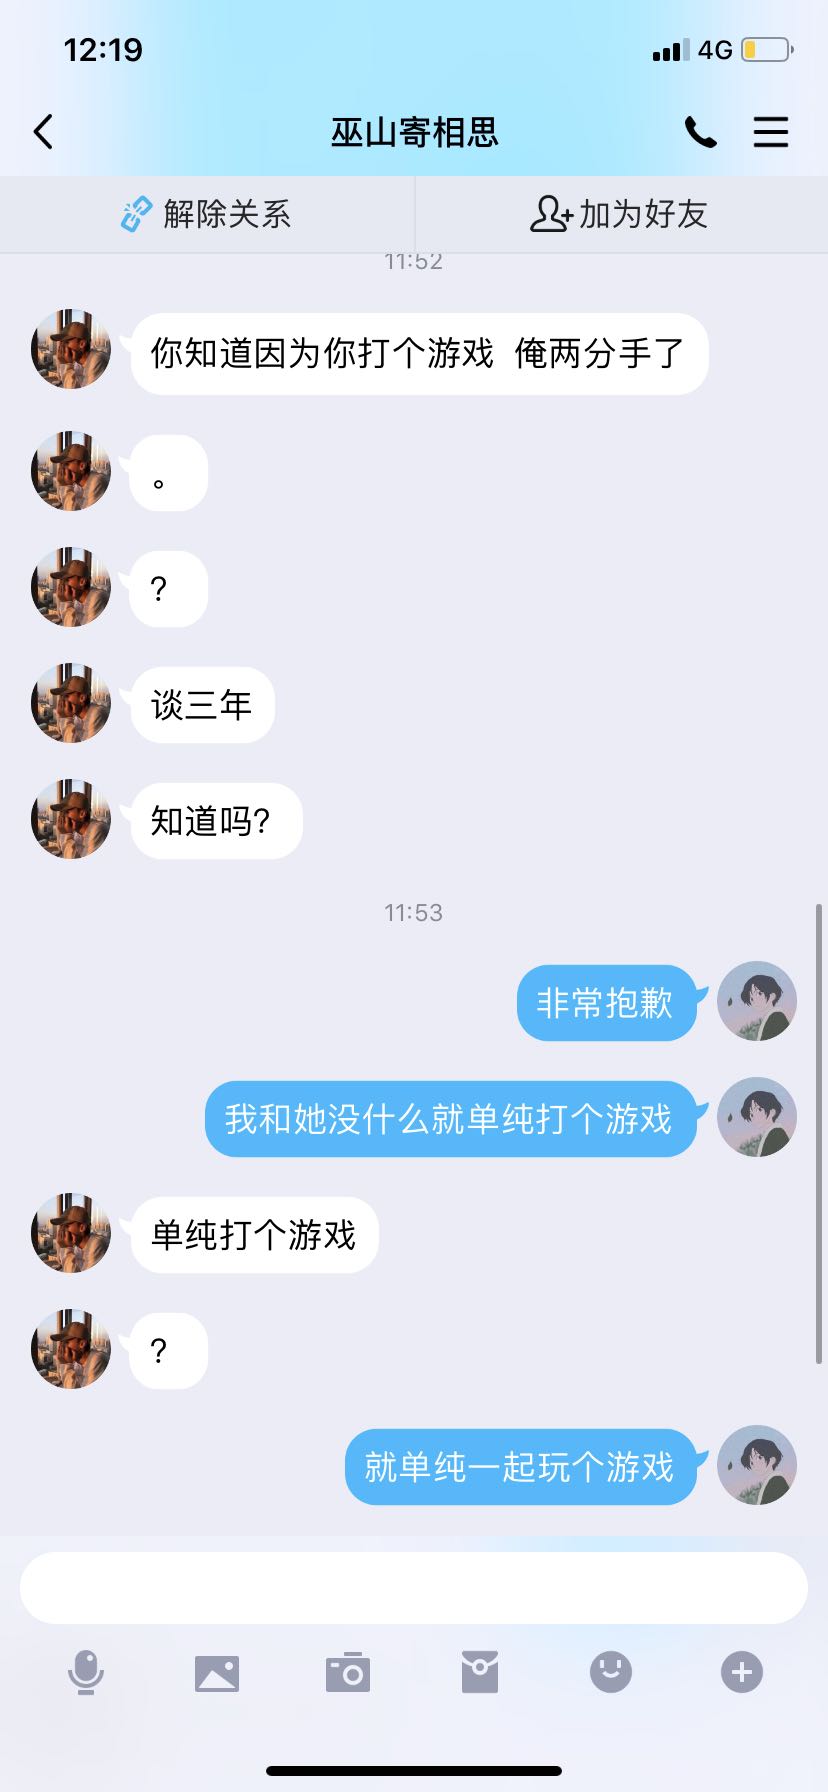 12:19
4G
巫山寄相思
解除关系
加为好友
11:52
你知道因为你打个游戏 俺两分手了
。
?
谈三年
知道吗?
11:53
非常抱歉
我和她没什么就单纯打个游戏
单纯打个游戏
?
就单纯一起玩个游戏